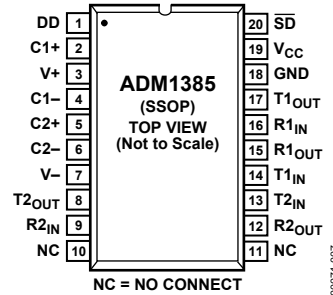 DD 1
C1+ 2
V+ 3
C1– 4
C2+ 5
C2– 6
V– 7
T2OUT 8
R2IN 9
NC 10
ADM1385
(SSOP)
TOP VIEW
(Not to Scale)
20 S̅D̅
19 VCC
18 GND
17 T1OUT
16 R1IN
15 R1OUT
14 T1IN
13 T2IN
12 R2OUT
11 NC
NC = NO CONNECT